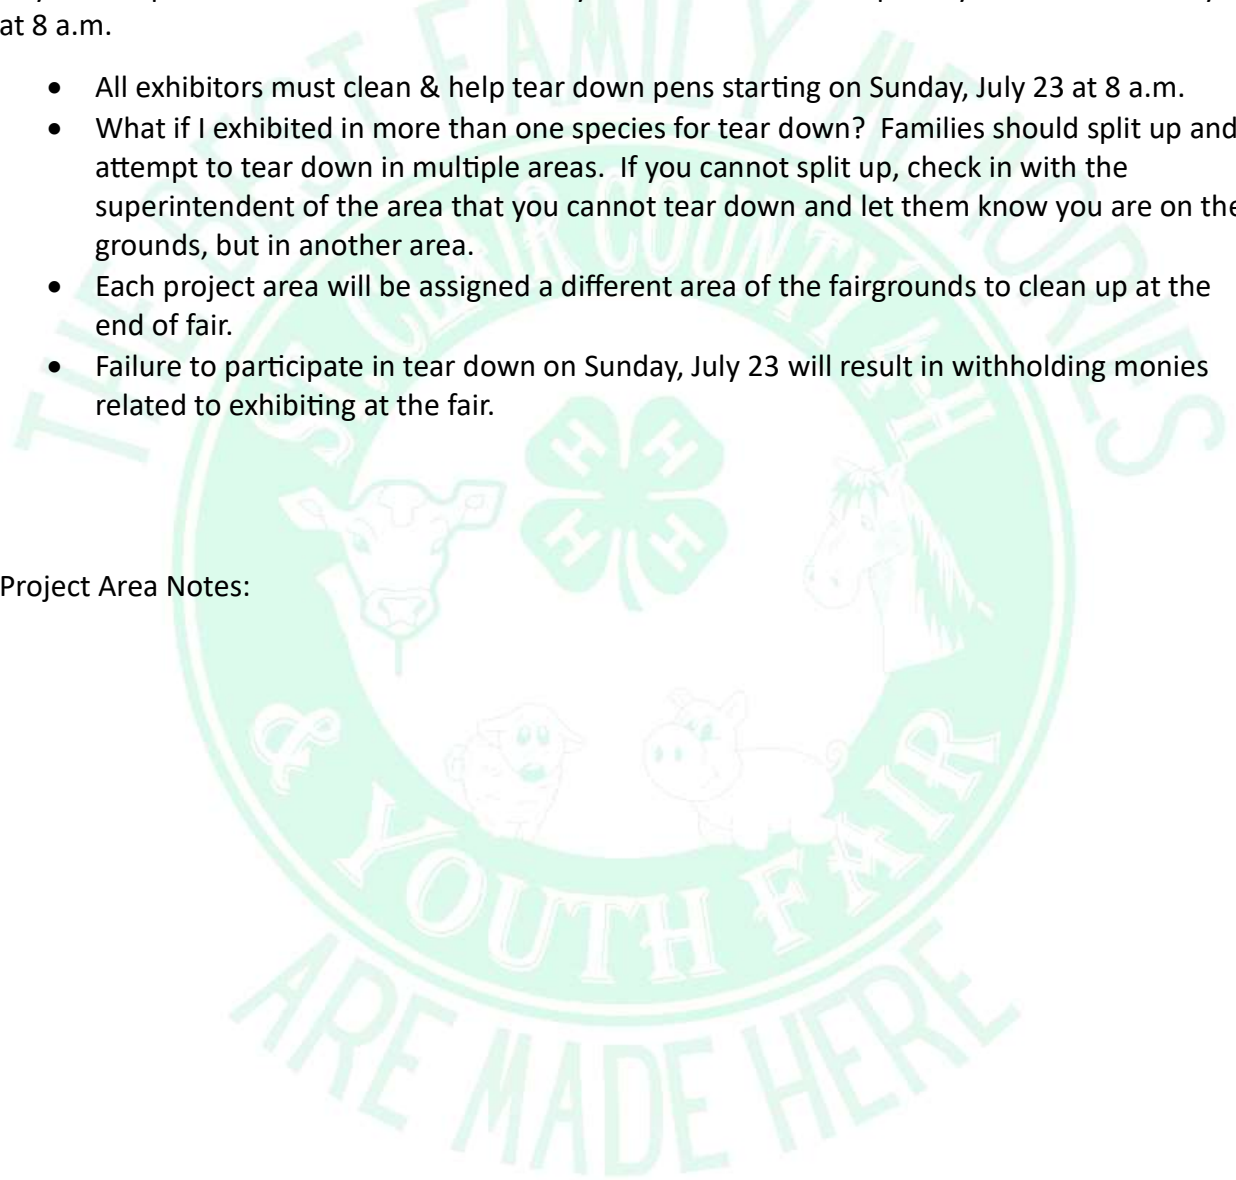 at 8 a.m.
• All exhibitors must clean & help tear down pens starting on Sunday, July 23 at 8 a.m.
• What if I exhibited in more than one species for tear down?  Families should split up and
attempt to tear down in multiple areas.  If you cannot split up, check in with the
superintendent of the area that you cannot tear down and let them know you are on the
grounds, but in another area.
• Each project area will be assigned a different area of the fairgrounds to clean up at the
end of fair.
• Failure to participate in tear down on Sunday, July 23 will result in withholding monies
related to exhibiting at the fair.
Project Area Notes:
THE BEST FAMILY MEMORIES
ST. CLAIR COUNTY 4-H
H H
H H
& YOUTH FAIR
ARE MADE HERE